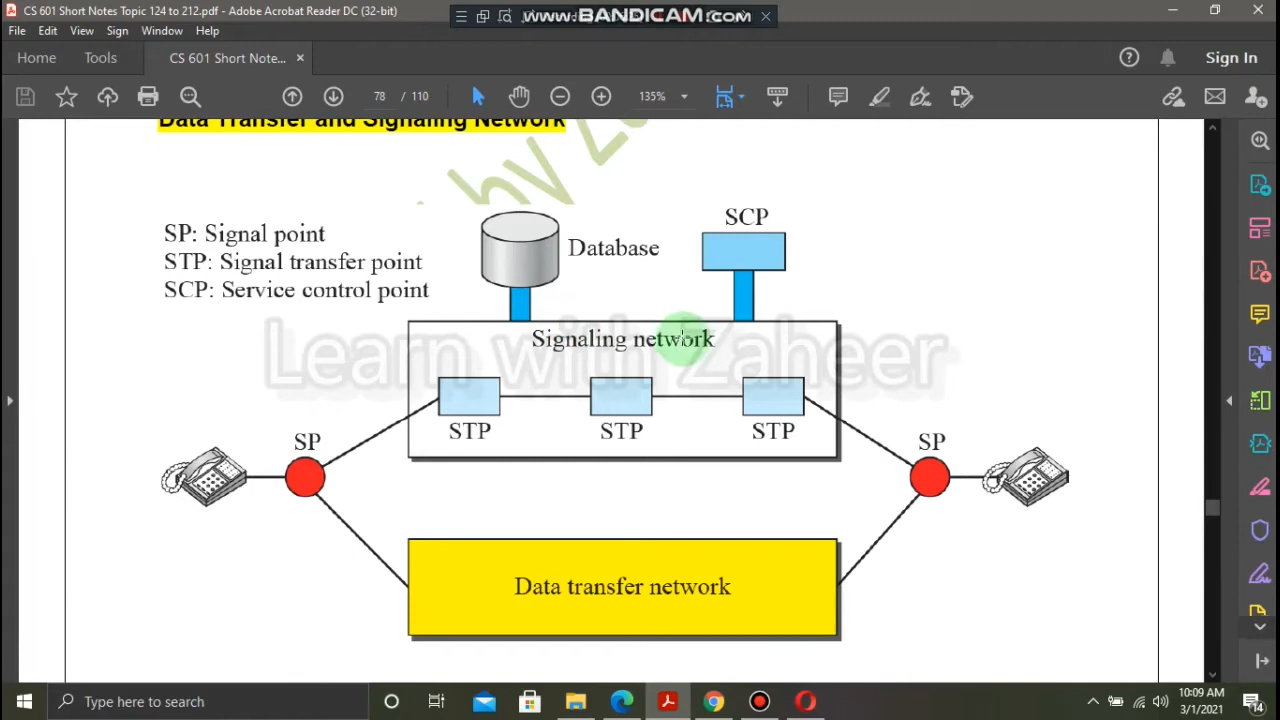 CS 601 Short Notes Topic 124 to 212.pdf - Adobe Acrobat Reader DC (32-bit)
www.BANDICAM.com
File Edit View Sign Window Help
Home Tools CS 601 Short Note... × Sign In
78 / 110 135%
Data Transfer and Signaling Network
by Za
SP: Signal point
STP: Signal transfer point
SCP: Service control point
Database
SCP
Signaling network
Learn with Zaheer
STP STP STP
SP SP
Data transfer network
Type here to search
10:09 AM
3/1/2021
14